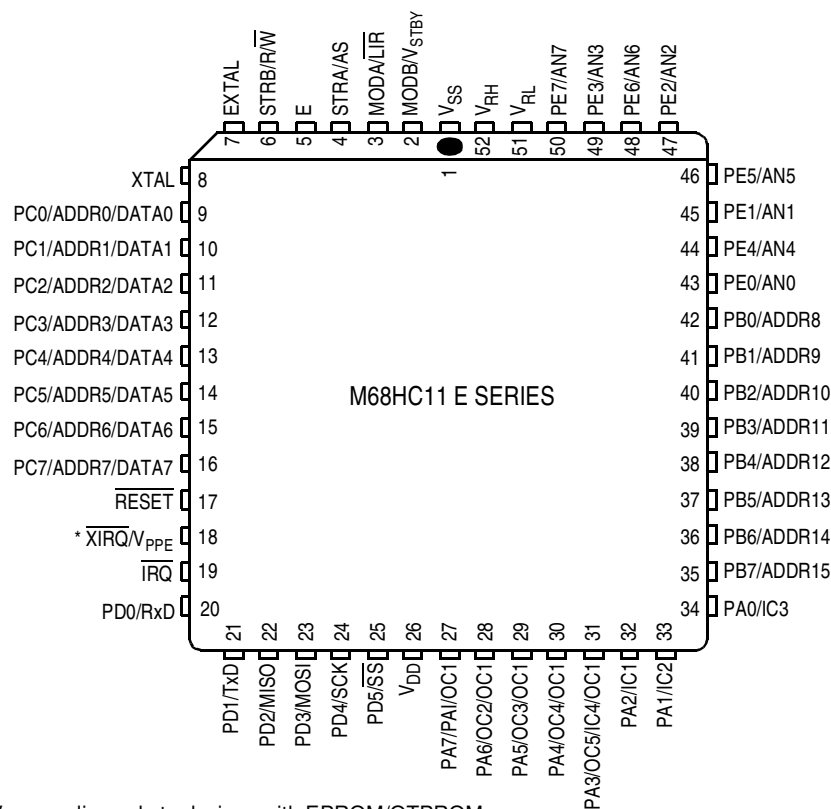 EXTAL
STRB/R/W̅
E
STRA/AS
MODA/L̅I̅R̅
MODB/VSTBY
VSS
VRH
VRL
PE7/AN7
PE3/AN3
PE6/AN6
PE2/AN2
7
6
5
4
3
2
1
52
51
50
49
48
47
XTAL 8
PC0/ADDR0/DATA0 9
PC1/ADDR1/DATA1 10
PC2/ADDR2/DATA2 11
PC3/ADDR3/DATA3 12
PC4/ADDR4/DATA4 13
PC5/ADDR5/DATA5 14
PC6/ADDR6/DATA6 15
PC7/ADDR7/DATA7 16
R̅E̅S̅E̅T̅ 17
* X̅I̅R̅Q̅/VPPE 18
I̅R̅Q̅ 19
PD0/RxD 20
M68HC11 E SERIES
46 PE5/AN5
45 PE1/AN1
44 PE4/AN4
43 PE0/AN0
42 PB0/ADDR8
41 PB1/ADDR9
40 PB2/ADDR10
39 PB3/ADDR11
38 PB4/ADDR12
37 PB5/ADDR13
36 PB6/ADDR14
35 PB7/ADDR15
34 PA0/IC3
21
22
23
24
25
26
27
28
29
30
31
32
33
PD1/TxD
PD2/MISO
PD3/MOSI
PD4/SCK
PD5/S̅S̅
VDD
PA7/PAI/OC1
PA6/OC2/OC1
PA5/OC3/OC1
PA4/OC4/OC1
PA3/OC5/IC4/OC1
PA2/IC1
PA1/IC2
applies only to devices with EPROM/OTPROM